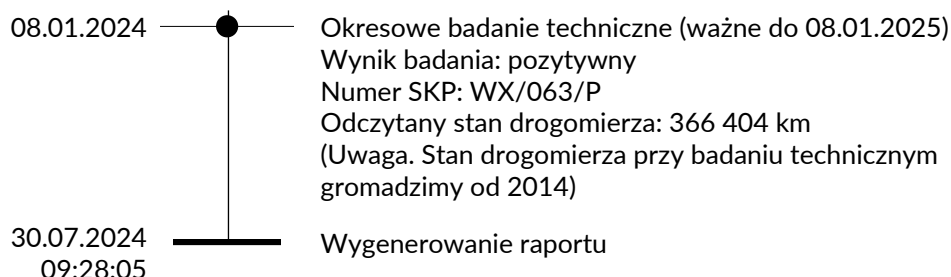 08.01.2024
Okresowe badanie techniczne (ważne do 08.01.2025)
Wynik badania: pozytywny
Numer SKP: WX/063/P
Odczytany stan drogomierza: 366 404 km
(Uwaga. Stan drogomierza przy badaniu technicznym
gromadzimy od 2014)
30.07.2024
09:28:05
Wygenerowanie raportu